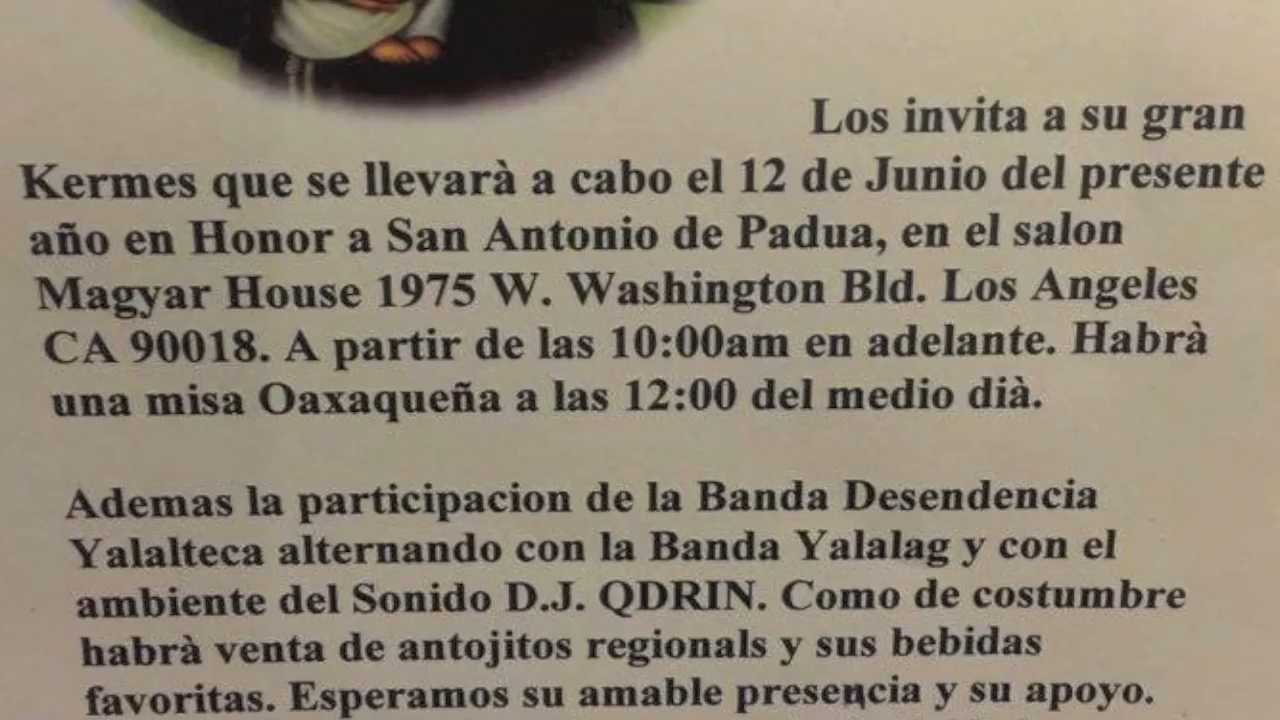 Los invita a su gran
Kermes que se llevarà a cabo el 12 de Junio del presente
año en Honor a San Antonio de Padua, en el salon
Magyar House 1975 W. Washington Bld. Los Angeles
CA 90018. A partir de las 10:00am en adelante. Habrà
una misa Oaxaqueña a las 12:00 del medio dià.
Ademas la participacion de la Banda Desendencia
Yalalteca alternando con la Banda Yalalag y con el
ambiente del Sonido D.J. QDRIN. Como de costumbre
habrà venta de antojitos regionals y sus bebidas
favoritas. Esperamos su amable presencia y su apoyo.